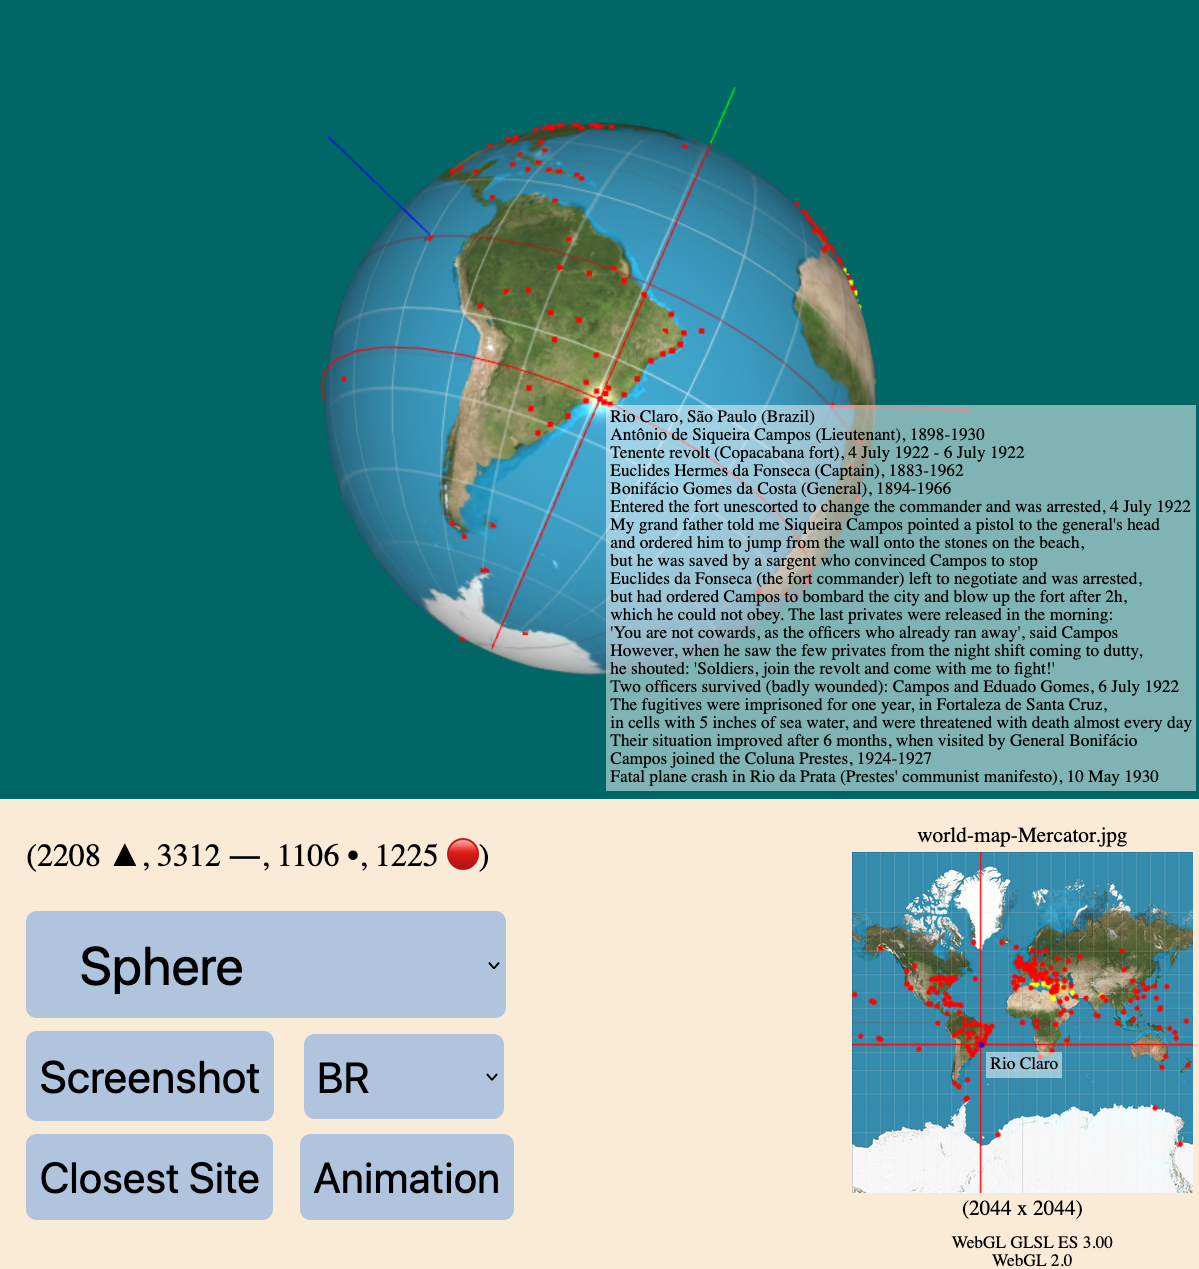 Rio Claro, São Paulo (Brazil)
Antônio de Siqueira Campos (Lieutenant), 1898-1930
Tenente revolt (Copacabana fort), 4 July 1922 - 6 July 1922
Euclides Hermes da Fonseca (Captain), 1883-1962
Bonifácio Gomes da Costa (General), 1894-1966
Entered the fort unescorted to change the commander and was arrested, 4 July 1922
My grand father told me Siqueira Campos pointed a pistol to the general's head
and ordered him to jump from the wall onto the stones on the beach,
but he was saved by a sargent who convinced Campos to stop
Euclides da Fonseca (the fort commander) left to negotiate and was arrested,
but had ordered Campos to bombard the city and blow up the fort after 2h,
which he could not obey. The last privates were released in the morning:
'You are not cowards, as the officers who already ran away', said Campos
However, when he saw the few privates from the night shift coming to dutty,
he shouted: 'Soldiers, join the revolt and come with me to fight!'
Two officers survived (badly wounded): Campos and Eduado Gomes, 6 July 1922
The fugitives were imprisoned for one year, in Fortaleza de Santa Cruz,
in cells with 5 inches of sea water, and were threatened with death almost every day
Their situation improved after 6 months, when visited by General Bonifácio
Campos joined the Coluna Prestes, 1924-1927
Fatal plane crash in Rio da Prata (Prestes' communist manifesto), 10 May 1930
(2208 ▲, 3312 —, 1106 •, 1225 🔴)
Sphere
Screenshot
BR
Closest Site
Animation
world-map-Mercator.jpg
Rio Claro
(2044 x 2044)
WebGL GLSL ES 3.00
WebGL 2.0